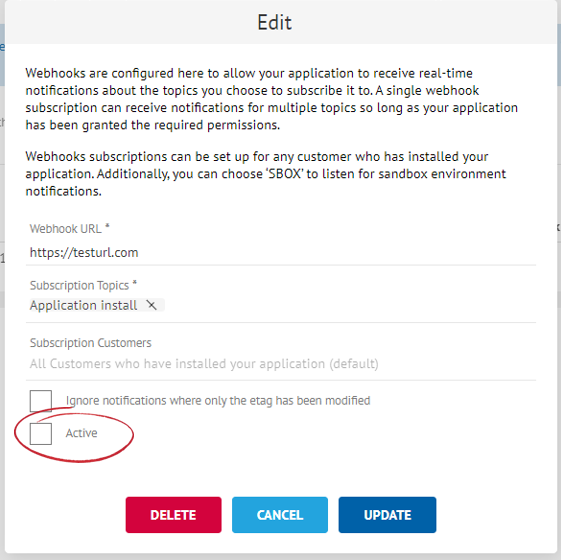 Edit
Webhooks are configured here to allow your application to receive real-time
notifications about the topics you choose to subscribe it to. A single webhook
subscription can receive notifications for multiple topics so long as your application
has been granted the required permissions.
Webhooks subscriptions can be set up for any customer who has installed your
application. Additionally, you can choose ‘SBOX’ to listen for sandbox environment
notifications.
Webhook URL *
https://testurl.com
Subscription Topics *
Application install
Subscription Customers
All Customers who have installed your application (default)
Ignore notifications where only the etag has been modified
Active
DELETE CANCEL UPDATE